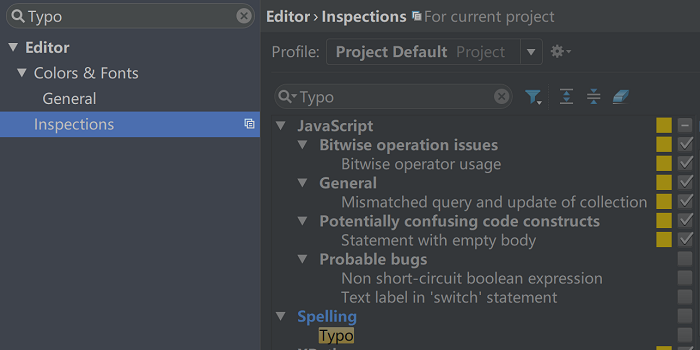 Typo
Editor
Colors & Fonts
General
Inspections
Editor › Inspections For current project
Profile: Project Default Project
Typo
JavaScript
Bitwise operation issues
Bitwise operator usage
General
Mismatched query and update of collection
Potentially confusing code constructs
Statement with empty body
Probable bugs
Non short-circuit boolean expression
Text label in 'switch' statement
Spelling
Typo